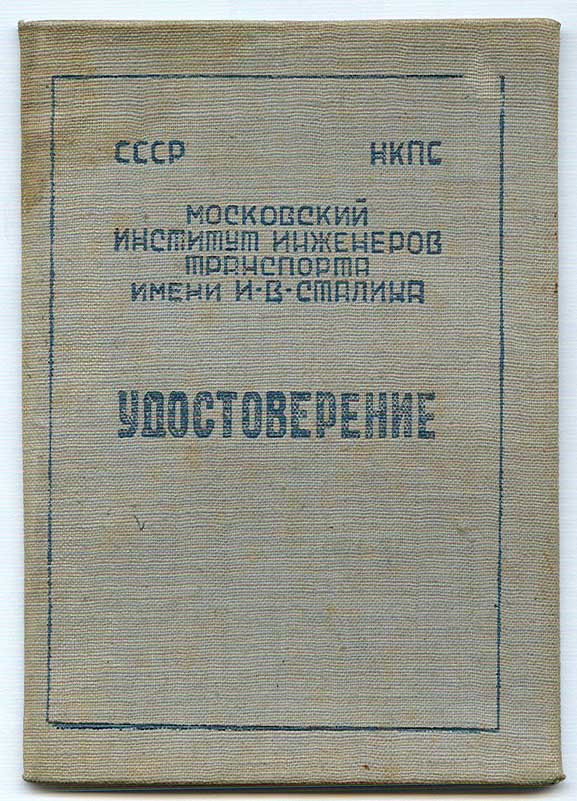 СССР НКПС
МОСКОВСКИЙ
ИНСТИТУТ ИНЖЕНЕРОВ
ТРАНСПОРТА
ИМЕНИ И-В-СТАЛИНА
УДОСТОВЕРЕНИЕ